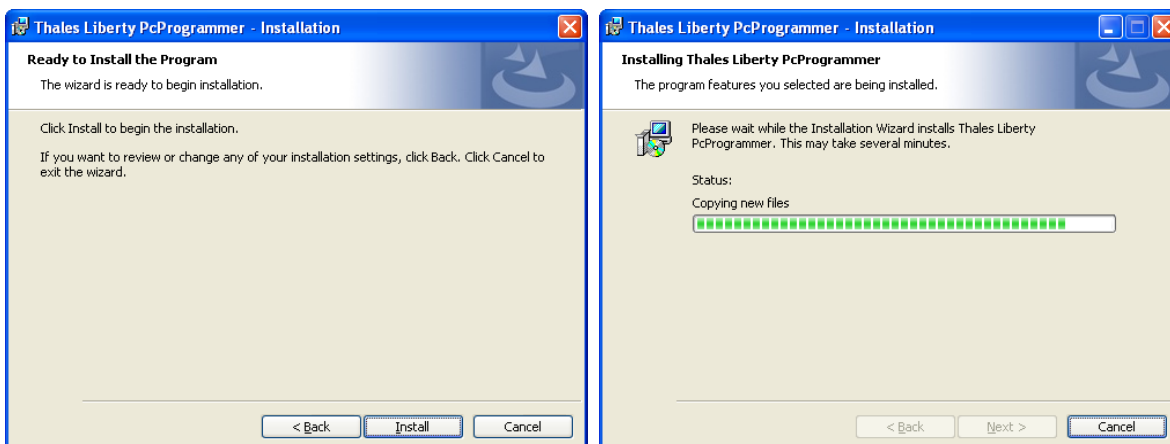 Thales Liberty PcProgrammer - Installation
Ready to Install the Program
The wizard is ready to begin installation.
Click Install to begin the installation.
If you want to review or change any of your installation settings, click Back. Click Cancel to
exit the wizard.
< Back
Install
Cancel
Thales Liberty PcProgrammer - Installation
Installing Thales Liberty PcProgrammer
The program features you selected are being installed.
Please wait while the Installation Wizard installs Thales Liberty
PcProgrammer. This may take several minutes.
Status:
Copying new files
< Back
Next >
Cancel